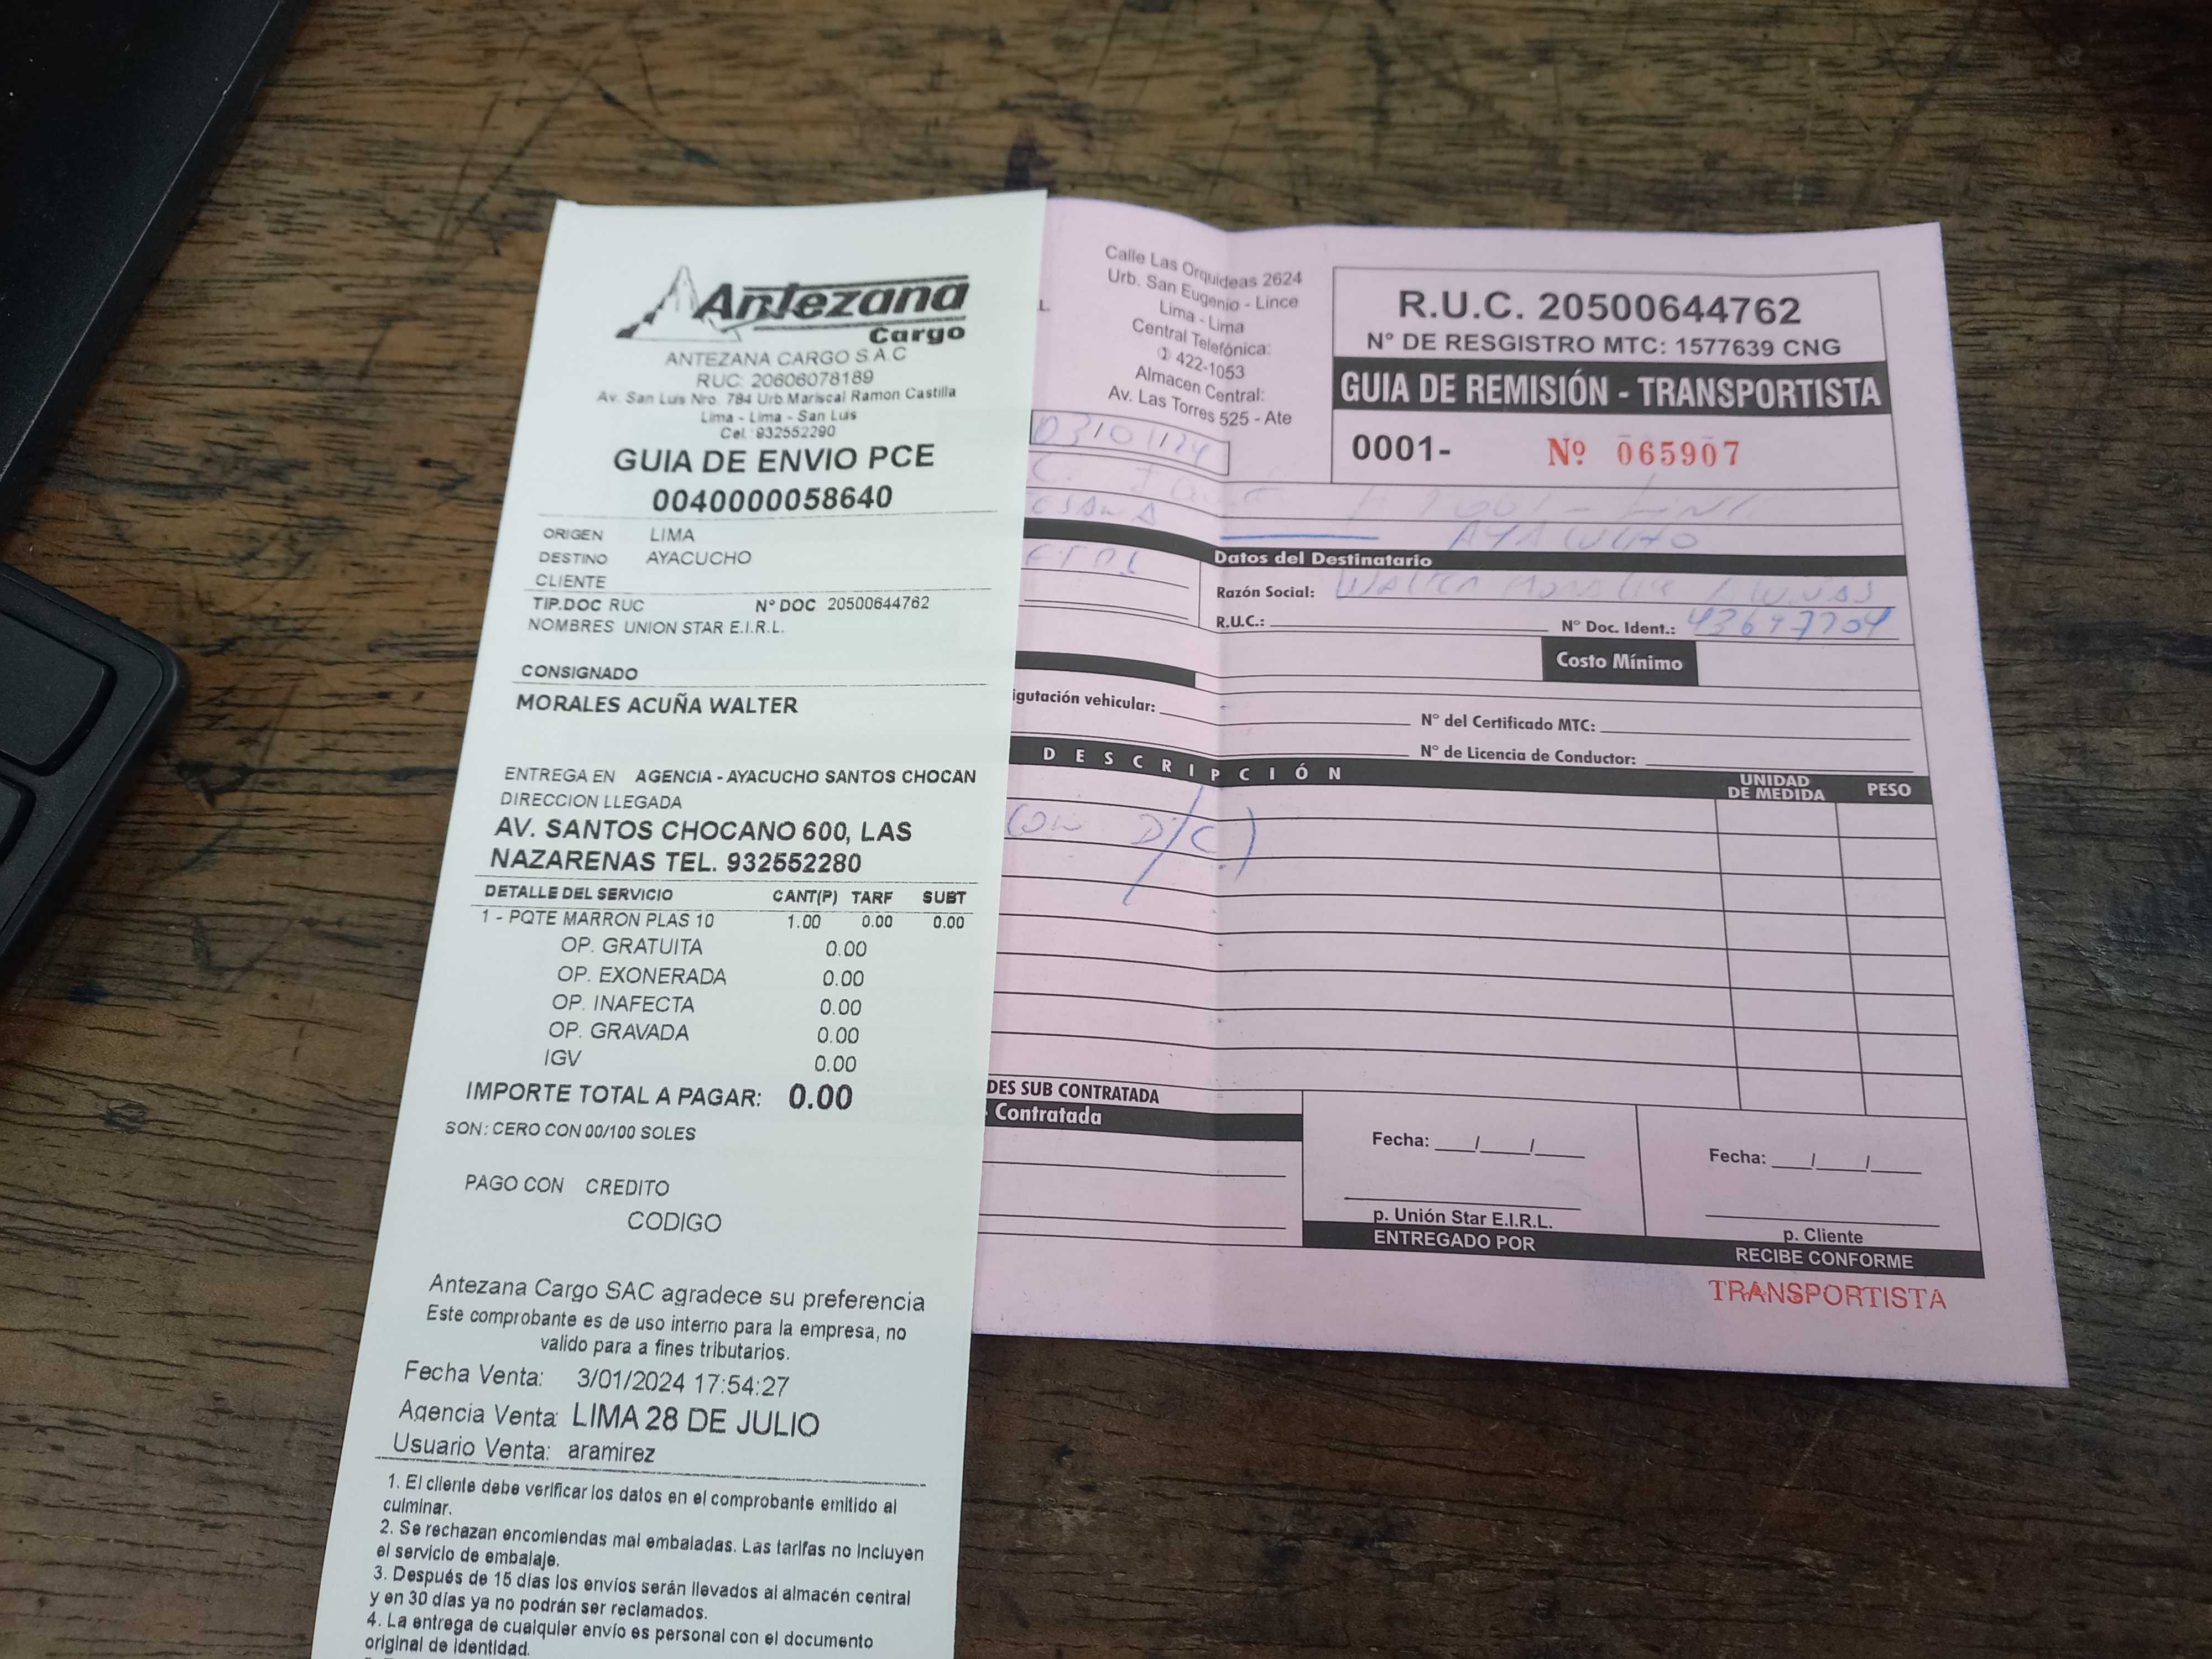 Antezana
Cargo
ANTEZANA CARGO S.A.C
RUC: 20606078189
Av. San Luis Nro. 784 Urb.Mariscal Ramon Castilla
Lima - Lima - San Luis
Cel.:932552290
GUIA DE ENVIO PCE
0040000058640
ORIGEN LIMA
DESTINO AYACUCHO
CLIENTE
TIP.DOC RUC N° DOC 20500644762
NOMBRES UNION STAR E.I.R.L.
CONSIGNADO
MORALES ACUÑA WALTER
ENTREGA EN AGENCIA - AYACUCHO SANTOS CHOCAN
DIRECCION LLEGADA
AV. SANTOS CHOCANO 600, LAS
NAZARENAS TEL. 932552280
DETALLE DEL SERVICIO CANT(P) TARF SUBT
1 - PQTE MARRON PLAS 10 1.00 0.00 0.00
OP. GRATUITA 0.00
OP. EXONERADA 0.00
OP. INAFECTA 0.00
OP. GRAVADA 0.00
IGV 0.00
IMPORTE TOTAL A PAGAR: 0.00
SON: CERO CON 00/100 SOLES
PAGO CON CREDITO
CODIGO
Antezana Cargo SAC agradece su preferencia
Este comprobante es de uso interno para la empresa, no
valido para a fines tributarios.
Fecha Venta: 3/01/2024 17:54:27
Agencia Venta: LIMA 28 DE JULIO
Usuario Venta: aramirez
1. El cliente debe verificar los datos en el comprobante emitido al
culminar.
2. Se rechazan encomiendas mal embaladas. Las tarifas no incluyen
el servicio de embalaje.
3. Después de 15 días los envíos serán llevados al almacén central
y en 30 días ya no podrán ser reclamados.
4. La entrega de cualquier envío es personal con el documento
original de identidad.
L
Calle Las Orquideas 2624
Urb. San Eugenio - Lince
Lima - Lima
Central Telefónica:
422-1053
Almacen Central:
Av. Las Torres 525 - Ate
R.U.C. 20500644762
N° DE RESGISTRO MTC: 1577639 CNG
GUIA DE REMISIÓN - TRANSPORTISTA
0001- Nº 065907
03/01/24
AYACUCHO
Datos del Destinatario
Razón Social: Walter
R.U.C.: N° Doc. Ident.:
Costo Mínimo
igutación vehicular: N° del Certificado MTC:
N° de Licencia de Conductor:
DESCRIPCIÓN UNIDAD DE MEDIDA PESO
(CON D/C)
DES SUB CONTRATADA
Contratada
Fecha: / /
p. Unión Star E.I.R.L.
ENTREGADO POR
Fecha: / /
p. Cliente
RECIBE CONFORME
TRANSPORTISTA